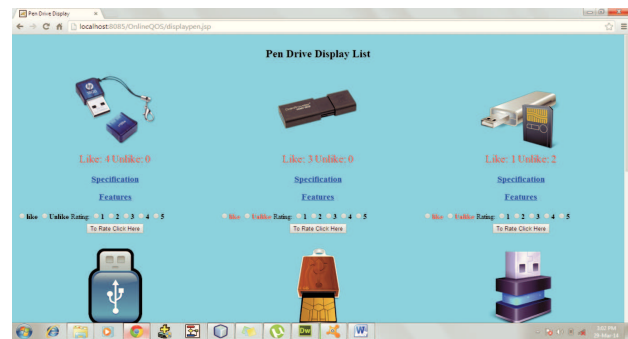 Pen Drive Display
localhost:8085/OnlineQOS/displaypen.jsp
Pen Drive Display List
Like: 4 Unlike: 0
Like: 3 Unlike: 0
Like: 1 Unlike: 2
Specification
Specification
Specification
Features
Features
Features
like Unlike Rating: 1 2 3 4 5
like Unlike Rating: 1 2 3 4 5
like Unlike Rating: 1 2 3 4 5
To Rate Click Here
To Rate Click Here
To Rate Click Here